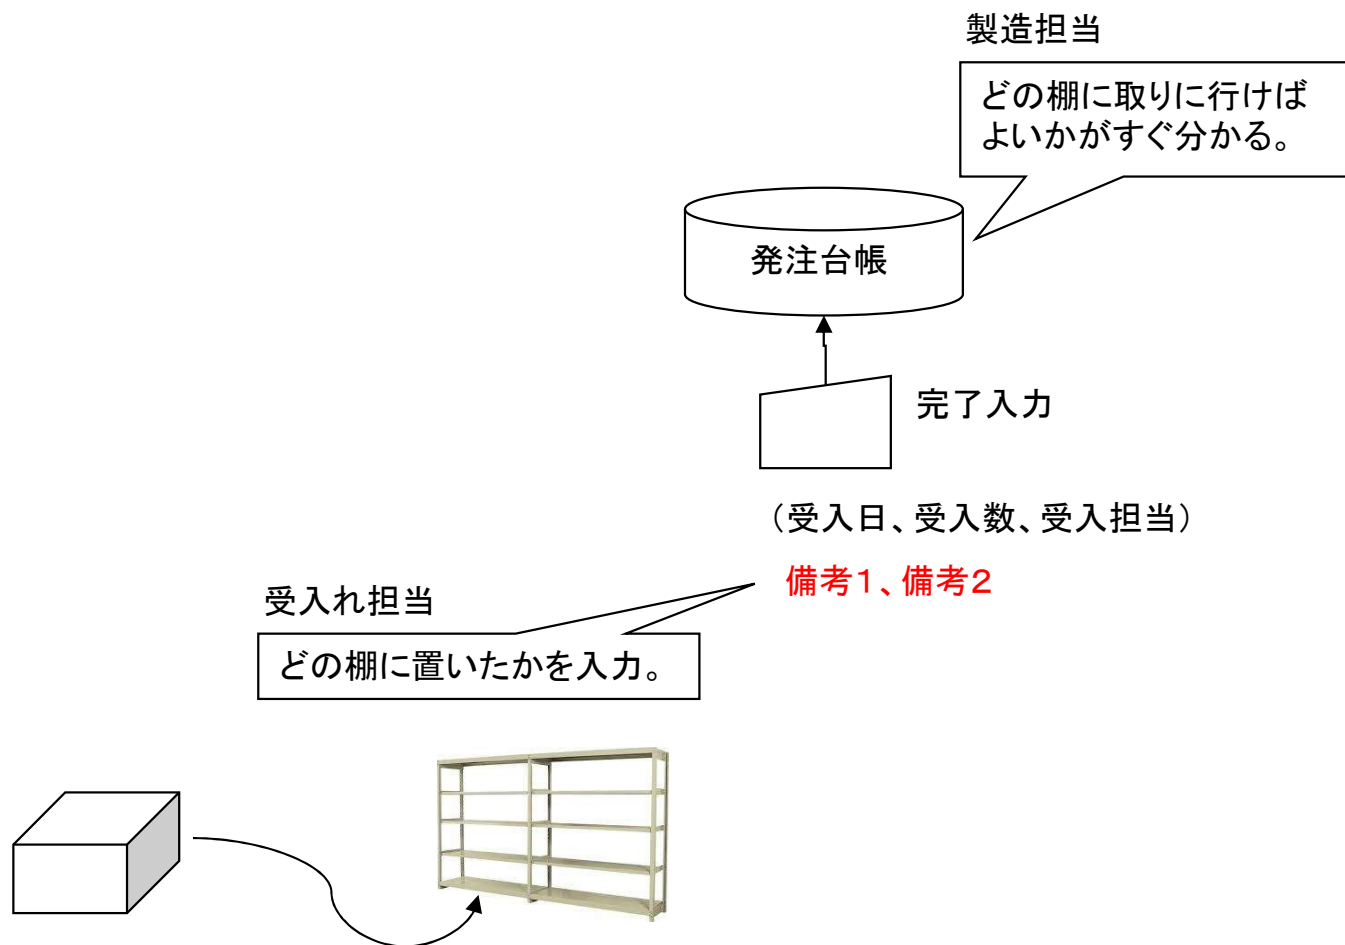 製造担当
どの棚に取りに行けば
よいかがすぐ分かる。
発注台帳
完了入力
（受入日、受入数、受入担当）
備考１、備考２
受入れ担当
どの棚に置いたかを入力。